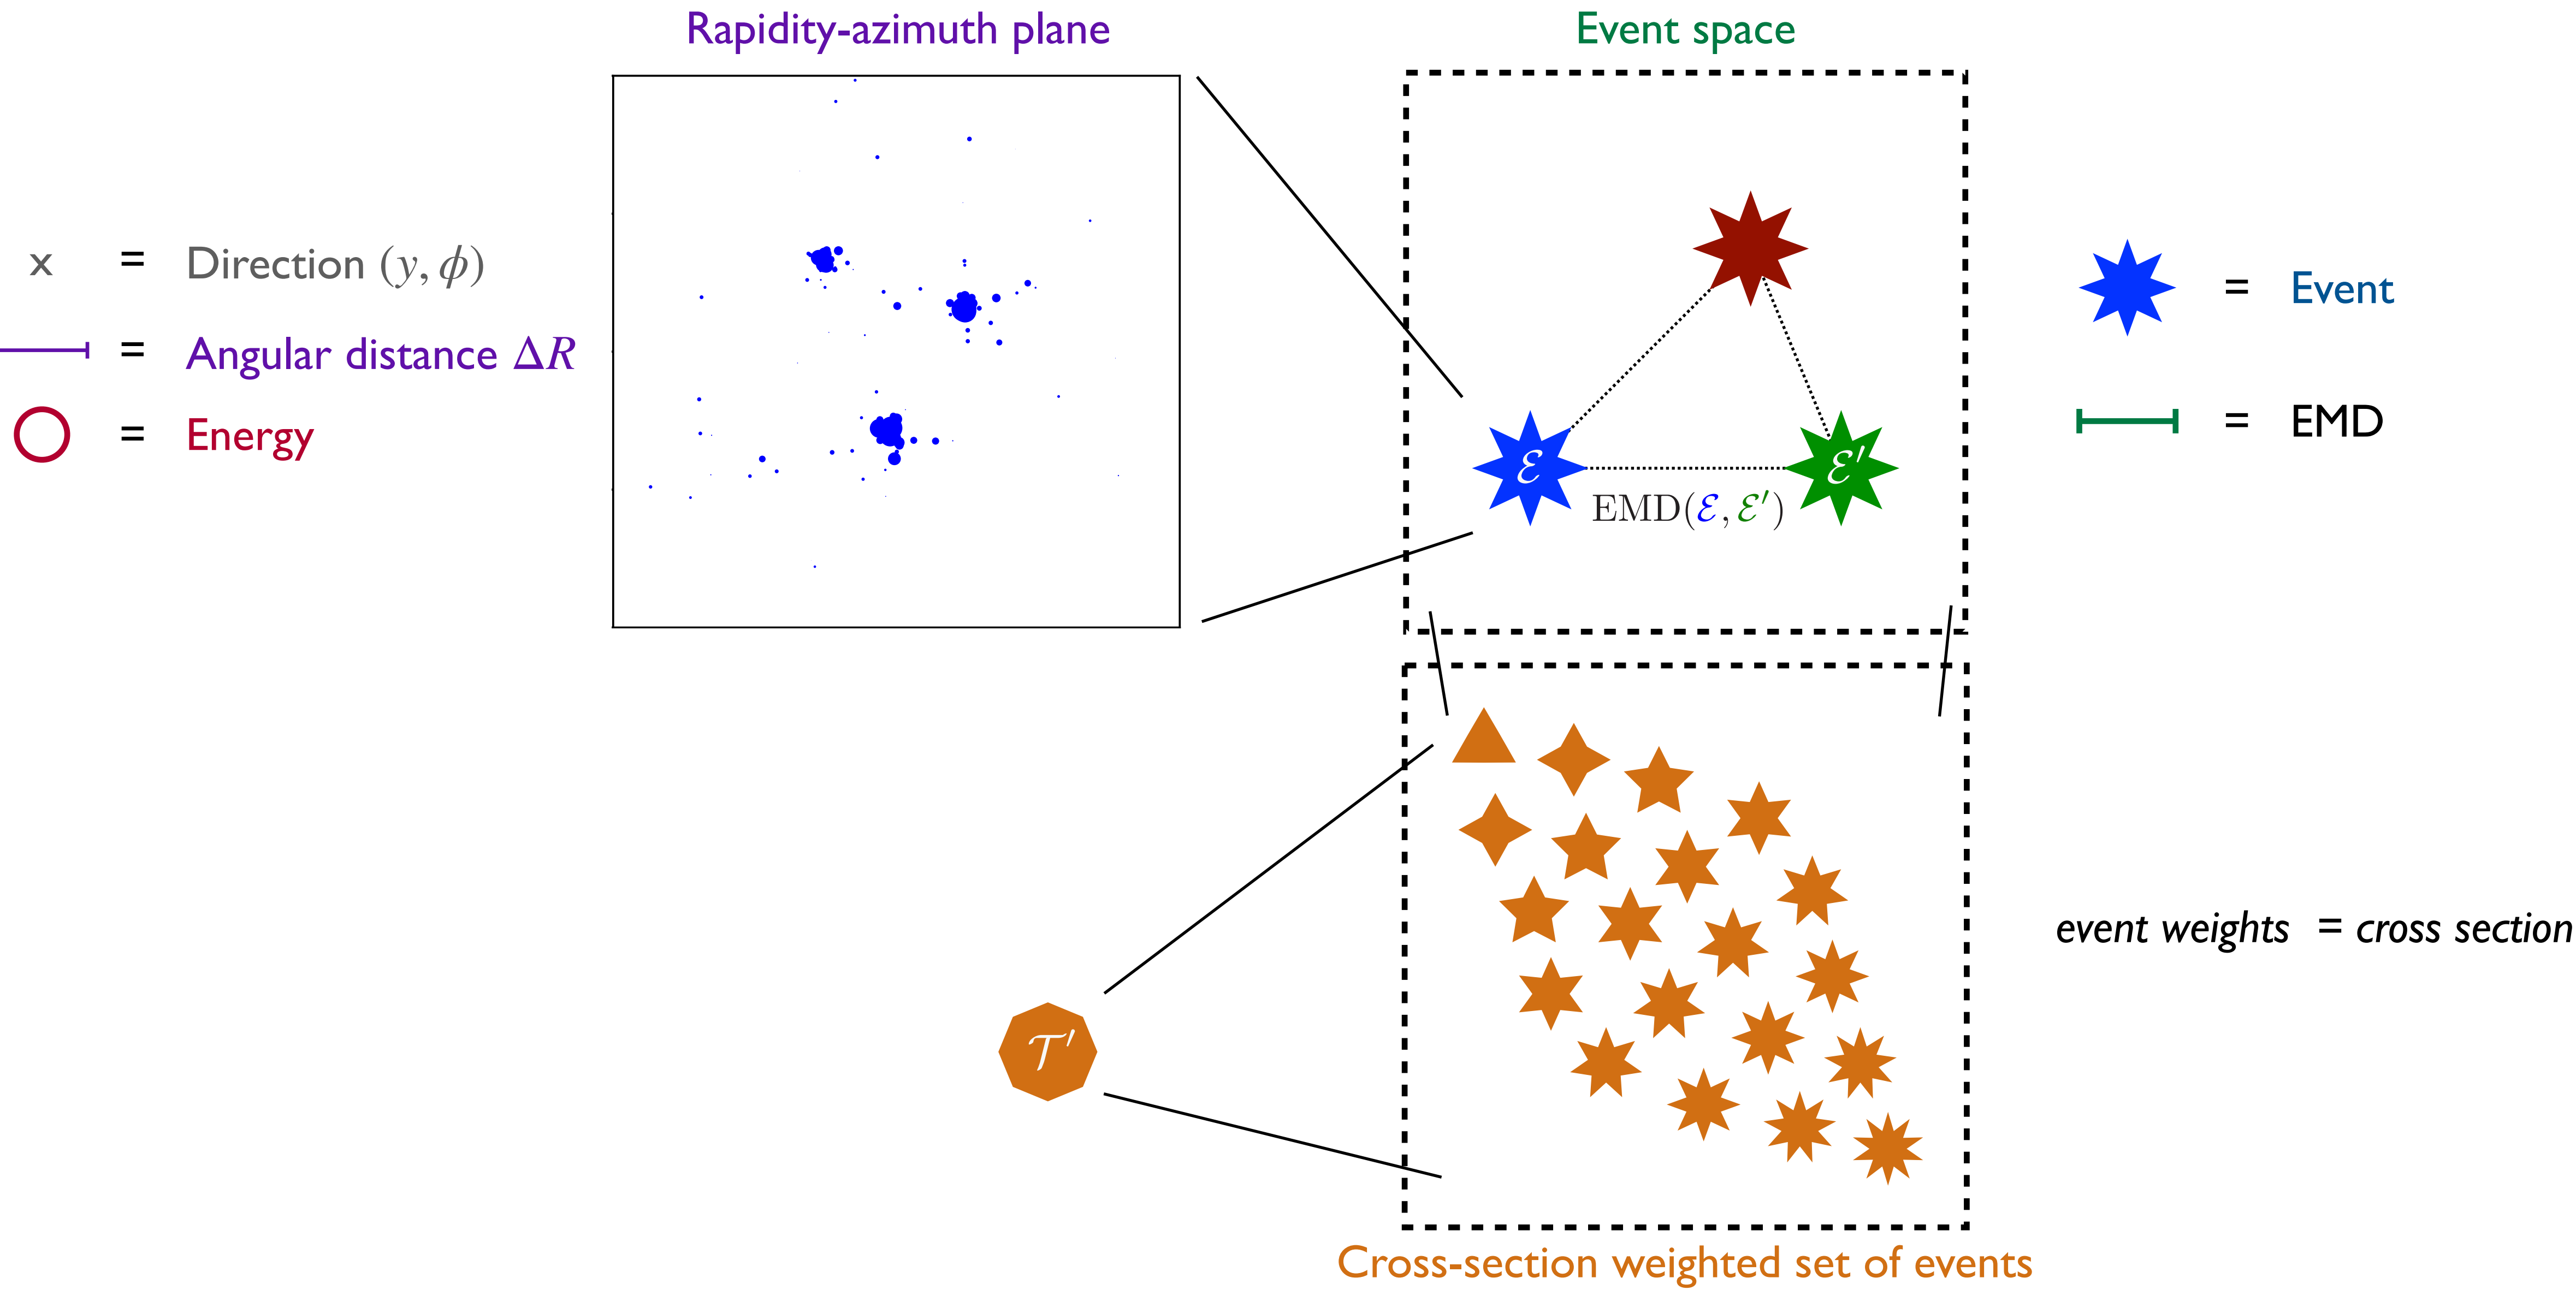 Rapidity-azimuth plane
Event space
x = Direction (y, ϕ)
= Angular distance ΔR
= Energy
ℰ
ℰ′
EMD(ℰ, ℰ′)
= Event
= EMD
𝒯′
event weights = cross section
Cross-section weighted set of events